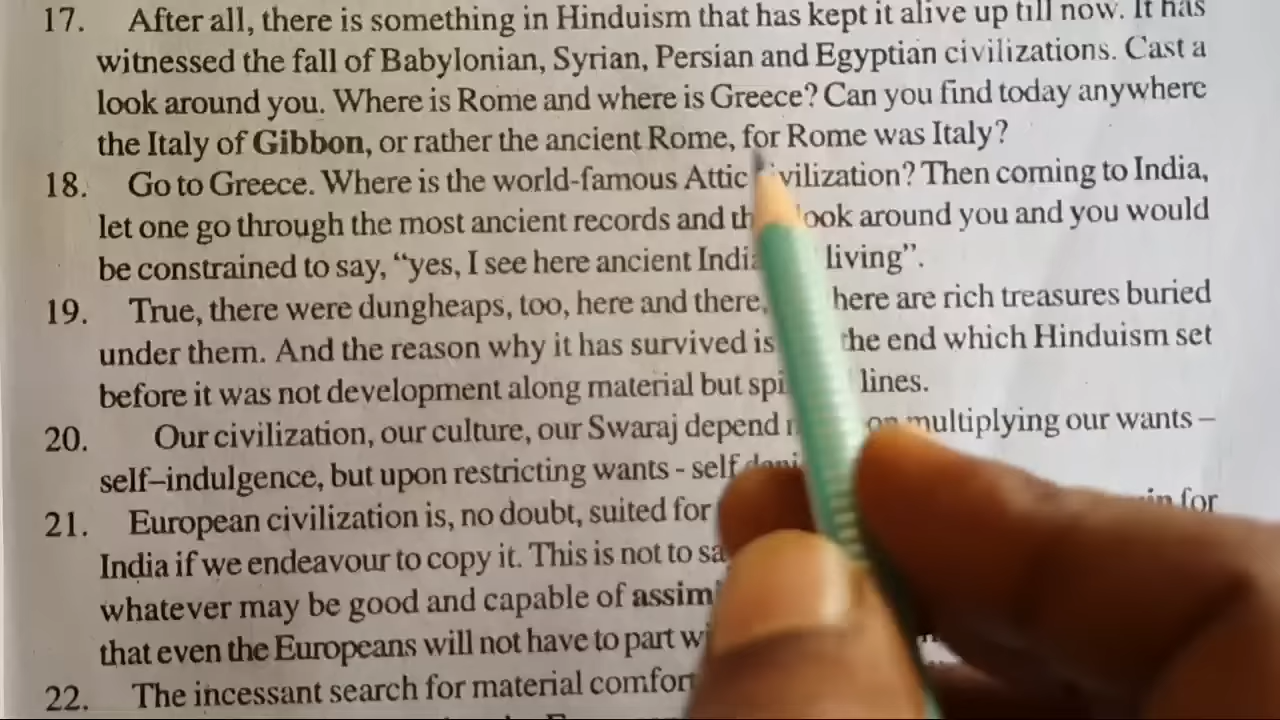 17. After all, there is something in Hinduism that has kept it alive up till now. It has
witnessed the fall of Babylonian, Syrian, Persian and Egyptian civilizations. Cast a
look around you. Where is Rome and where is Greece? Can you find today anywhere
the Italy of Gibbon, or rather the ancient Rome, for Rome was Italy?
18. Go to Greece. Where is the world-famous Attic civilization? Then coming to India,
let one go through the most ancient records and look around you and you would
be constrained to say, “yes, I see here ancient India living”.
19. True, there were dungheaps, too, here and there, there are rich treasures buried
under them. And the reason why it has survived is the end which Hinduism set
before it was not development along material but lines.
20. Our civilization, our culture, our Swaraj depend multiplying our wants –
self–indulgence, but upon restricting wants - self
21. European civilization is, no doubt, suited for for
India if we endeavour to copy it. This is not to
whatever may be good and capable of
that even the Europeans will not have to part
22. The incessant search for material